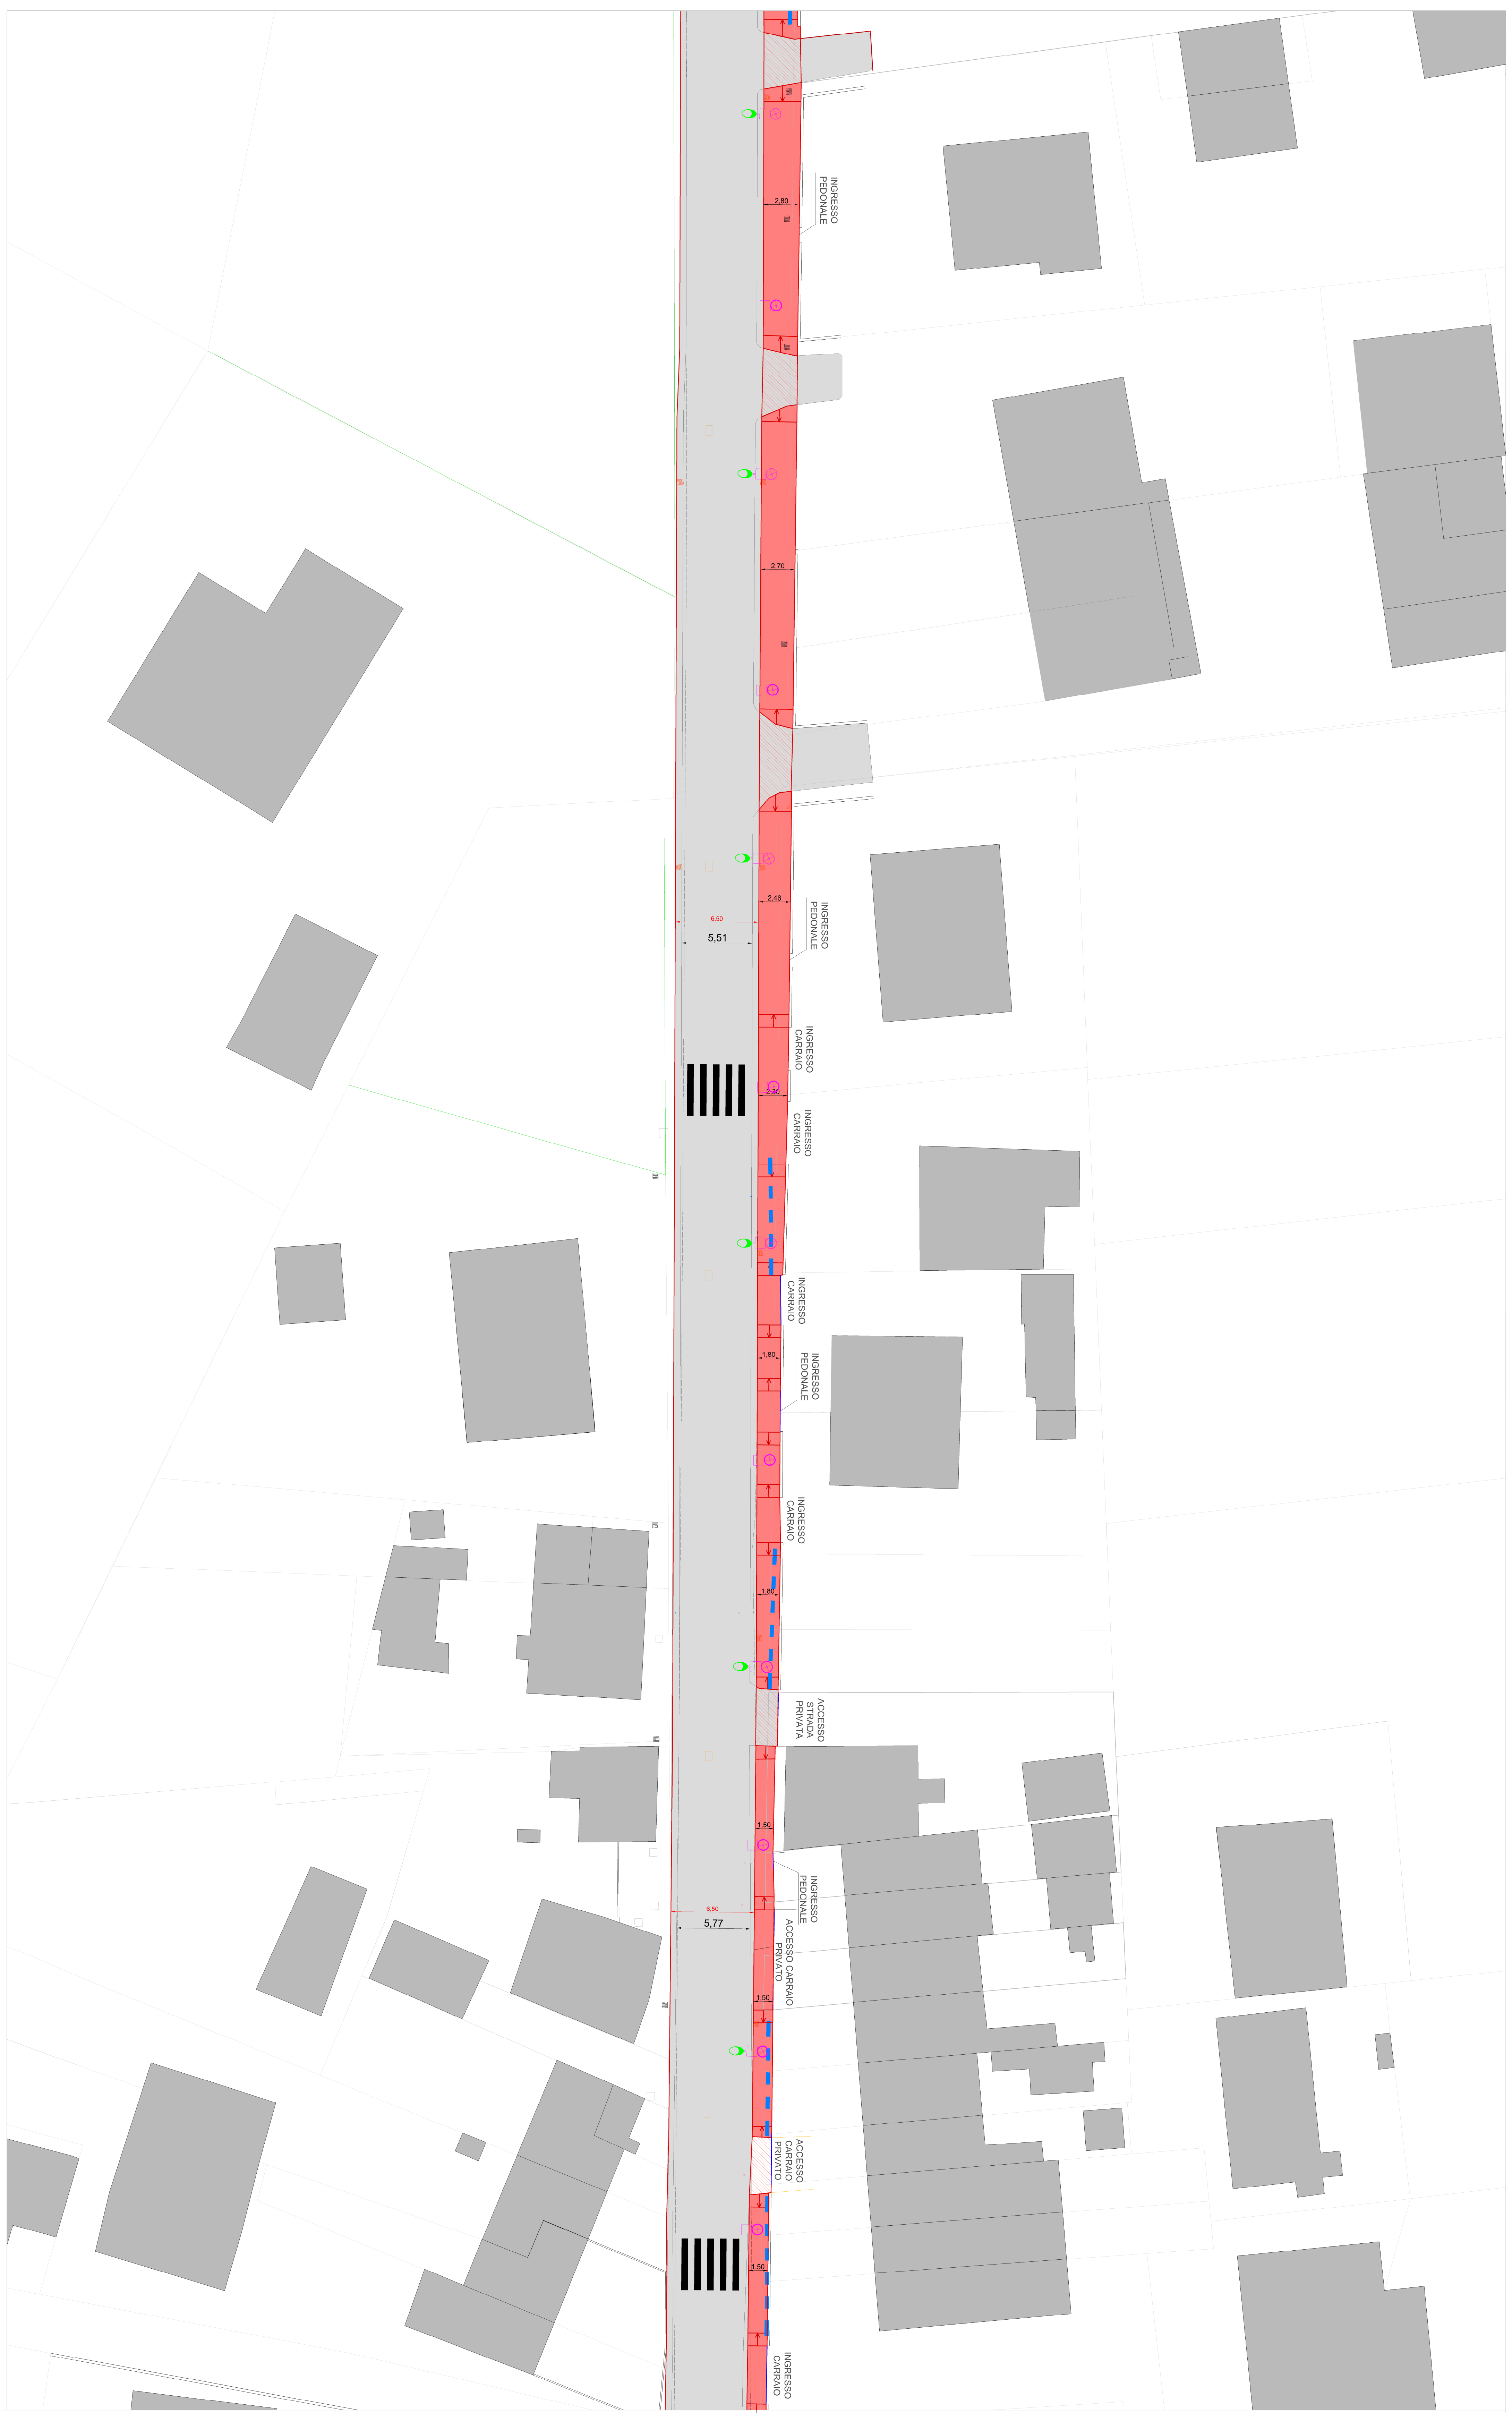 INGRESSO
PEDONALE
2,80
2,70
2,46
INGRESSO
PEDONALE
6,50
5,51
INGRESSO
CARRAIO
2,30
INGRESSO
CARRAIO
INGRESSO
CARRAIO
1,80
INGRESSO
PEDONALE
INGRESSO
CARRAIO
1,80
ACCESSO
STRADA
PRIVATA
1,50
INGRESSO
PEDONALE
6,50
5,77
ACCESSO CARRAIO
PRIVATO
1,50
ACCESSO
CARRAIO
PRIVATO
1,50
INGRESSO
CARRAIO